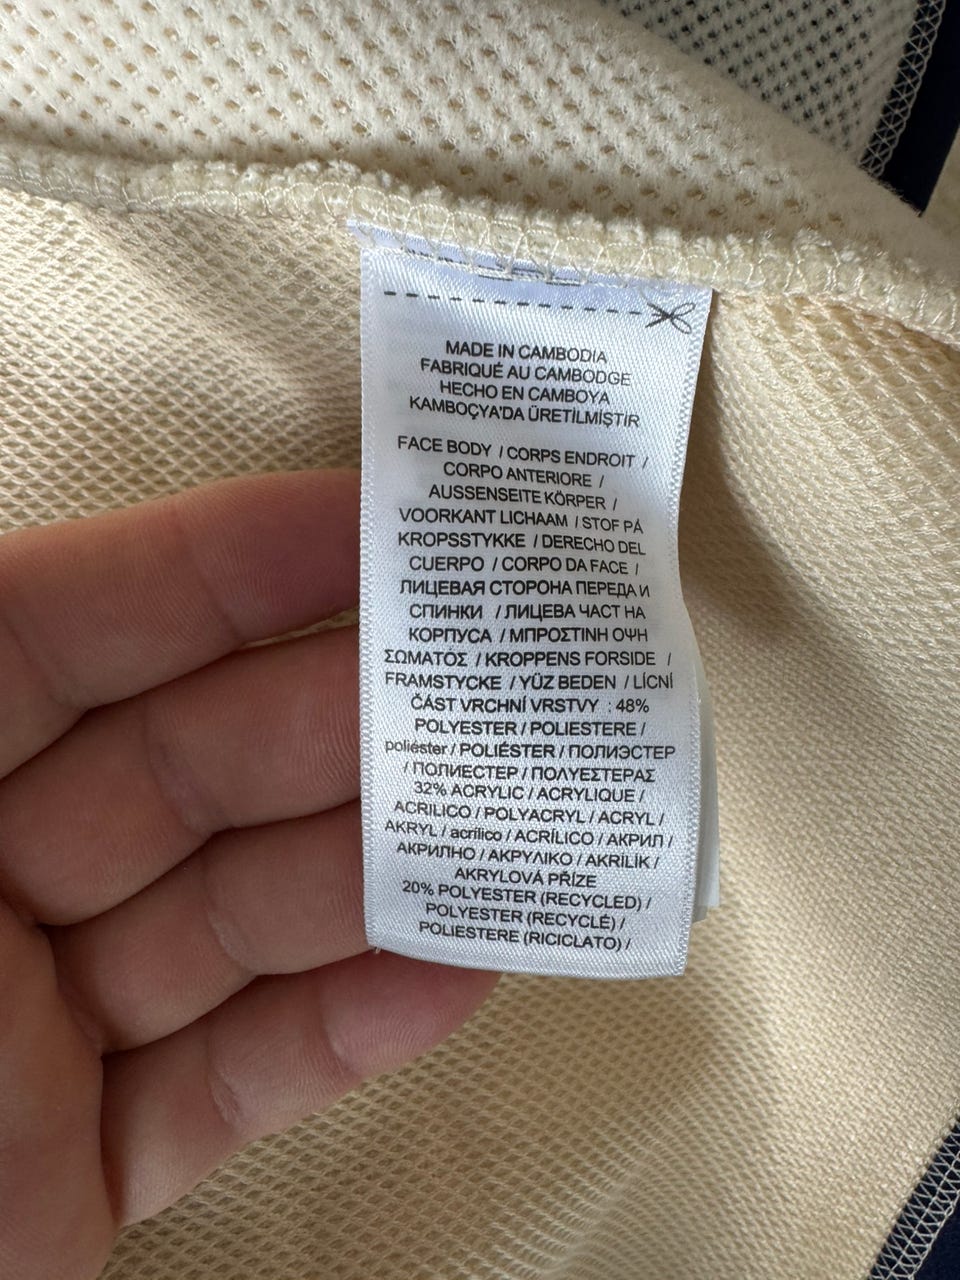 MADE IN CAMBODIA
FABRIQUÉ AU CAMBODGE
HECHO EN CAMBOYA
KAMBOÇYA'DA ÜRETİLMİŞTİR
FACE BODY / CORPS ENDROIT /
CORPO ANTERIORE /
AUSSENSEITE KÖRPER /
VOORKANT LICHAAM / STOF PÅ
KROPSSTYKKE / DERECHO DEL
CUERPO / CORPO DA FACE /
ЛИЦЕВАЯ СТОРОНА ПЕРЕДА И
СПИНКИ / ЛИЦЕВА ЧАСТ НА
КОРПУСА / ΜΠΡΟΣΤΙΝΗ ΟΨΗ
ΣΩΜΑΤΌΣ / KROPPENS FORSIDE /
FRAMSTYCKE / YÜZ BEDEN / LÍCNÍ
ČÁST VRCHNÍ VRSTVY : 48%
POLYESTER / POLIESTERE /
poliéster / POLIÉSTER / ПОЛИЭСТЕР
/ ПОЛИЕСТЕР / ΠΟΛΥΕΣΤΕΡΑΣ
32% ACRYLIC / ACRYLIQUE /
ACRILICO / POLYACRYL / ACRYL /
AKRYL / acrílico / ACRÍLICO / АКРИЛ /
АКРИЛНО / ΑΚΡΥΛΙΚΟ / AKRİLİK /
AKRYLOVÁ PŘÍZE
20% POLYESTER (RECYCLED) /
POLYESTER (RECYCLÉ) /
POLIESTERE (RICICLATO) /